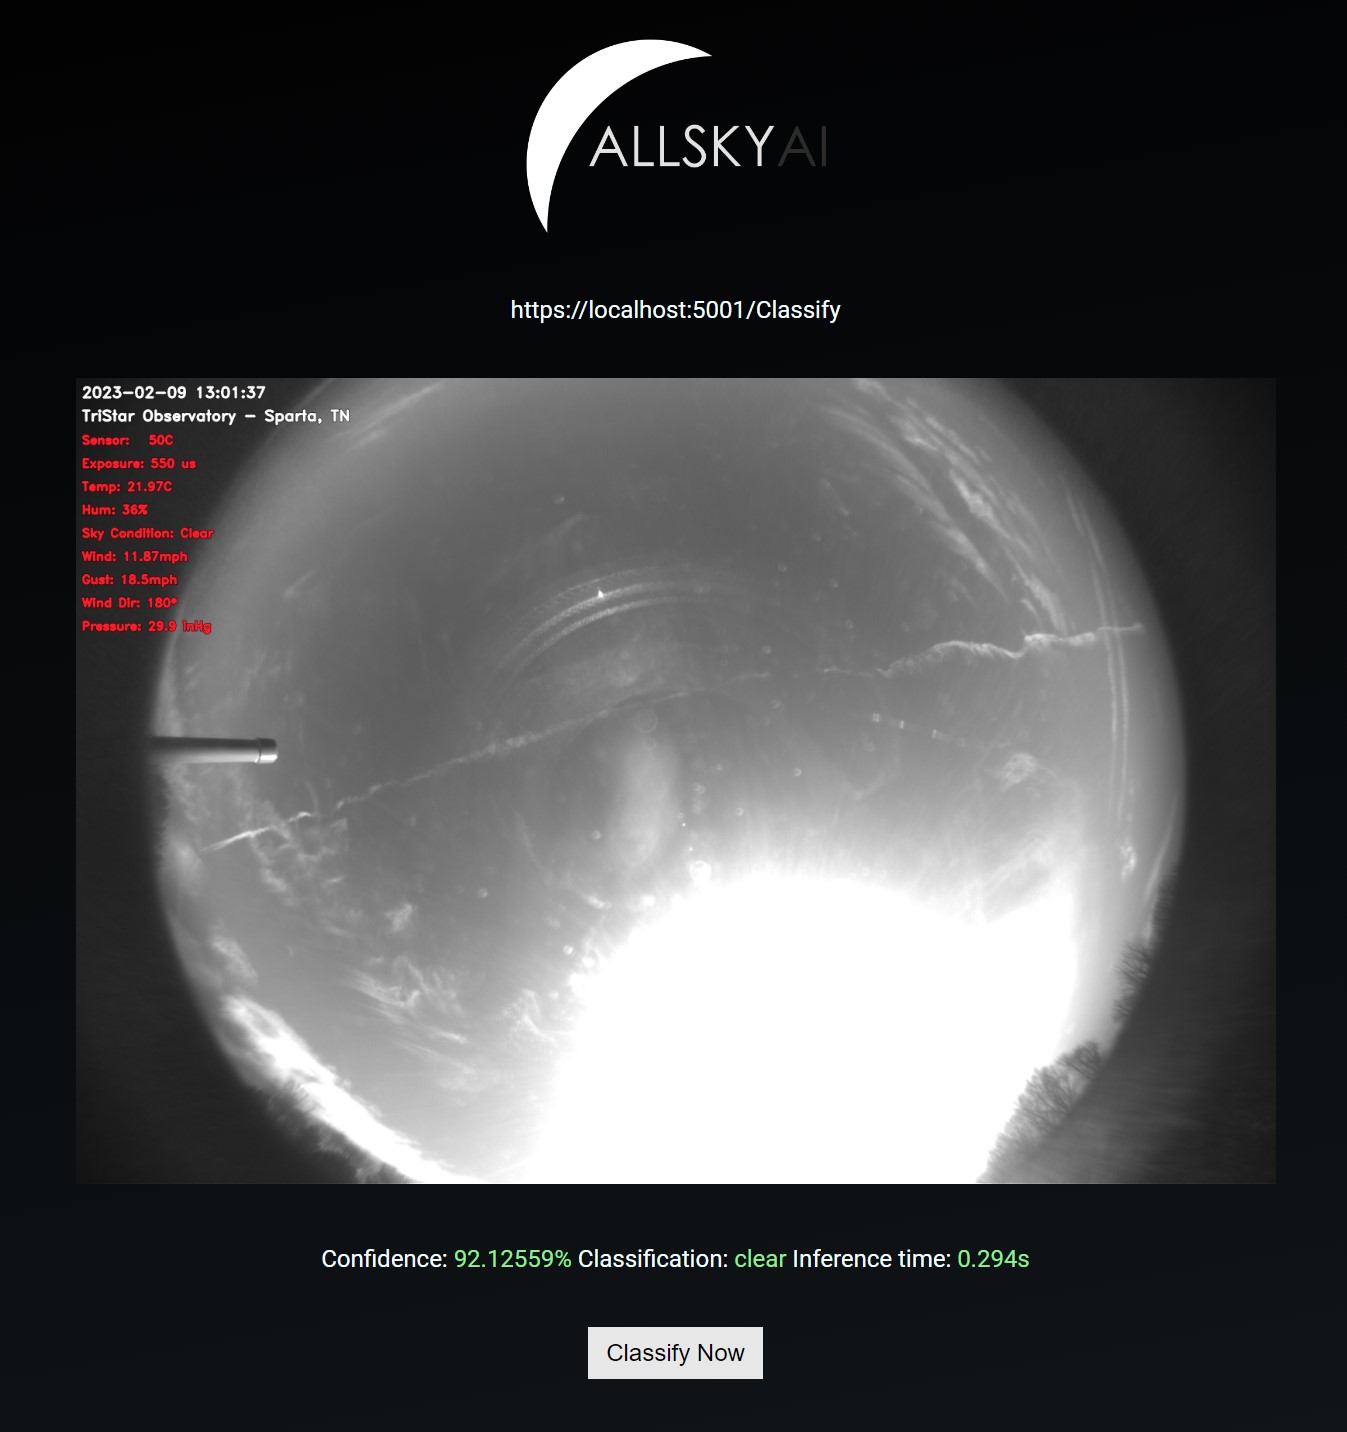 ALLSKYAI
https://localhost:5001/Classify
2023-02-09 13:01:37
TriStar Observatory - Sparta, TN
Sensor: 50C
Exposure: 550 us
Temp: 21.97C
Hum: 36%
Sky Condition: Clear
Wind: 11.87mph
Gust: 18.5mph
Wind Dir: 180°
Pressure: 29.9 inHg
Confidence: 92.12559% Classification: clear Inference time: 0.294s
Classify Now